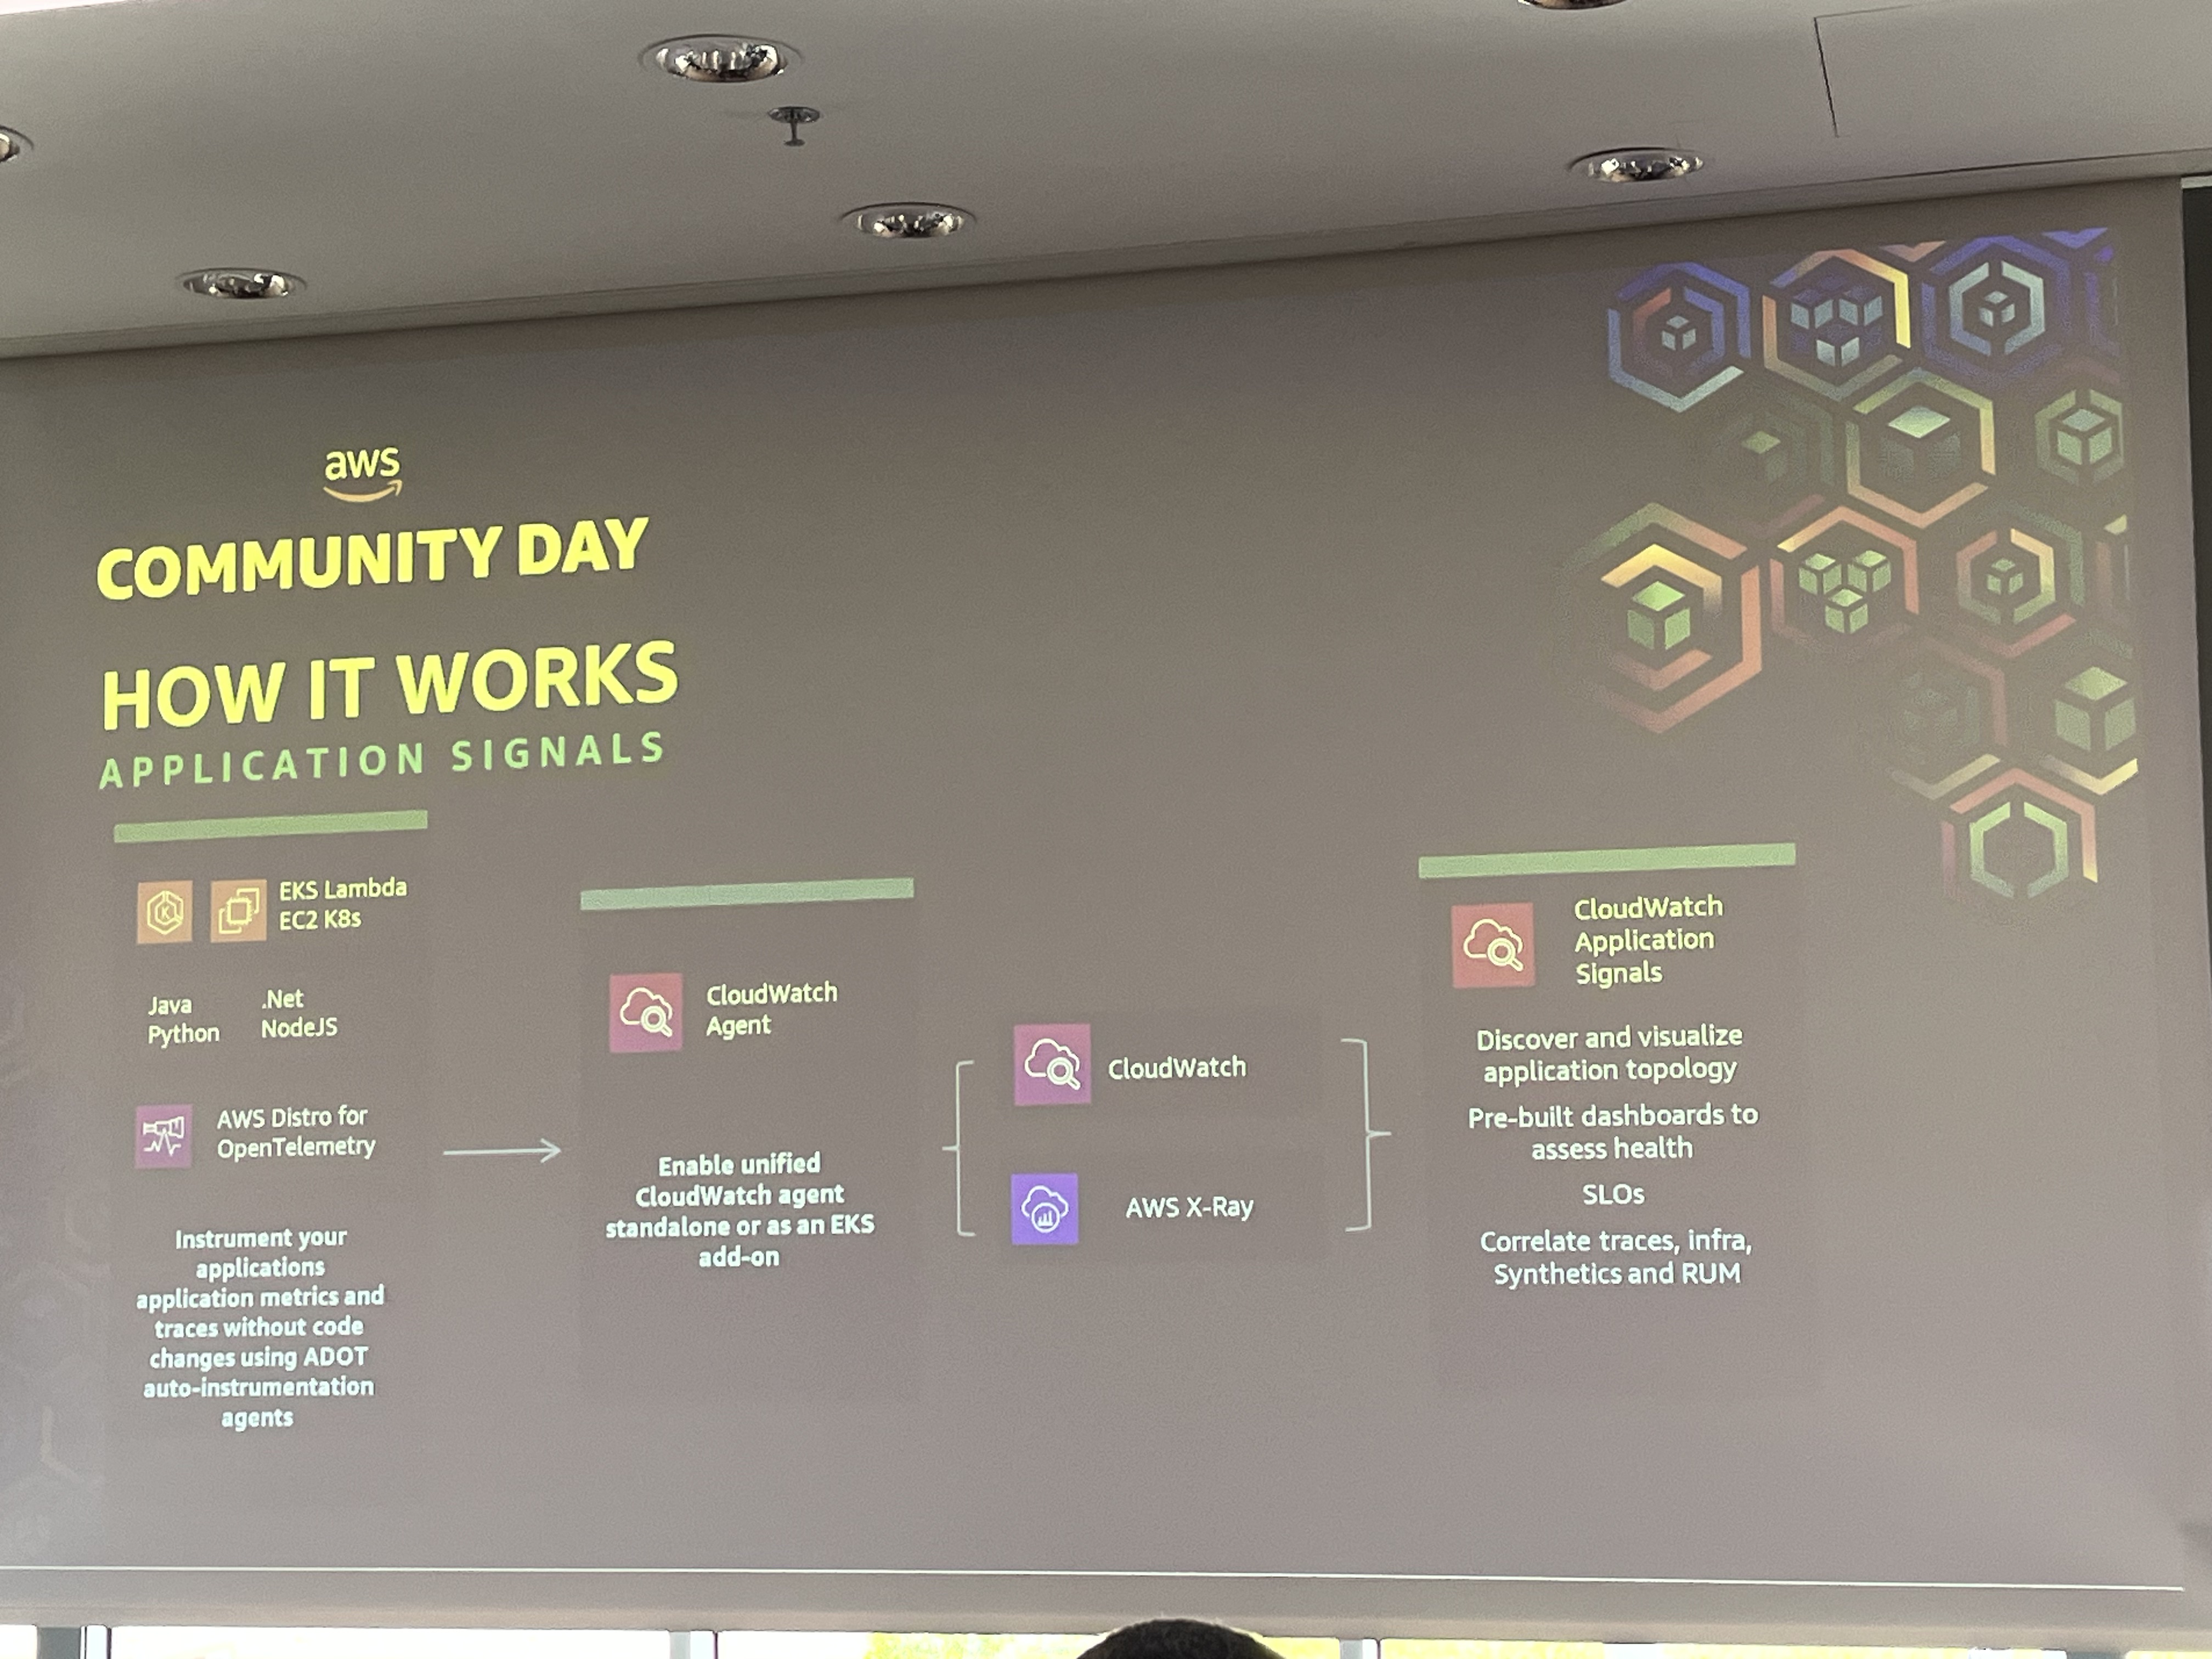 aws
COMMUNITY DAY
HOW IT WORKS
APPLICATION SIGNALS
EKS Lambda
EC2 K8s
Java
Python
.Net
NodeJS
AWS Distro for
OpenTelemetry
Instrument your
applications
application metrics and
traces without code
changes using ADOT
auto-instrumentation
agents
CloudWatch
Agent
Enable unified
CloudWatch agent
standalone or as an EKS
add-on
CloudWatch
AWS X-Ray
CloudWatch
Application
Signals
Discover and visualize
application topology
Pre-built dashboards to
assess health
SLOs
Correlate traces, infra,
Synthetics and RUM